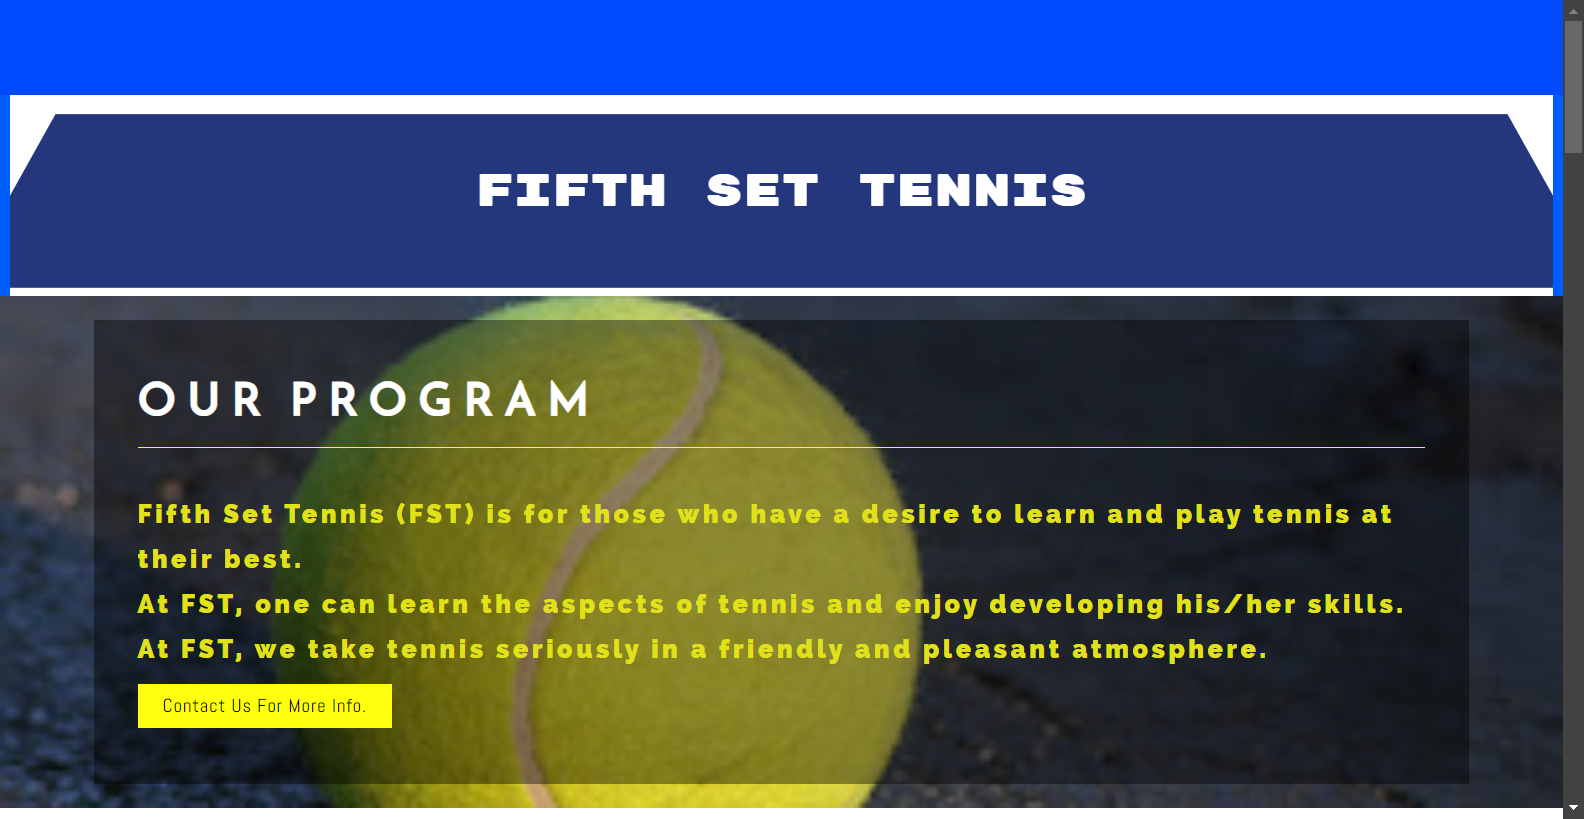 FIFTH SET TENNIS
OUR PROGRAM
Fifth Set Tennis (FST) is for those who have a desire to learn and play tennis at
their best.
At FST, one can learn the aspects of tennis and enjoy developing his/her skills.
At FST, we take tennis seriously in a friendly and pleasant atmosphere.
Contact Us For More Info.